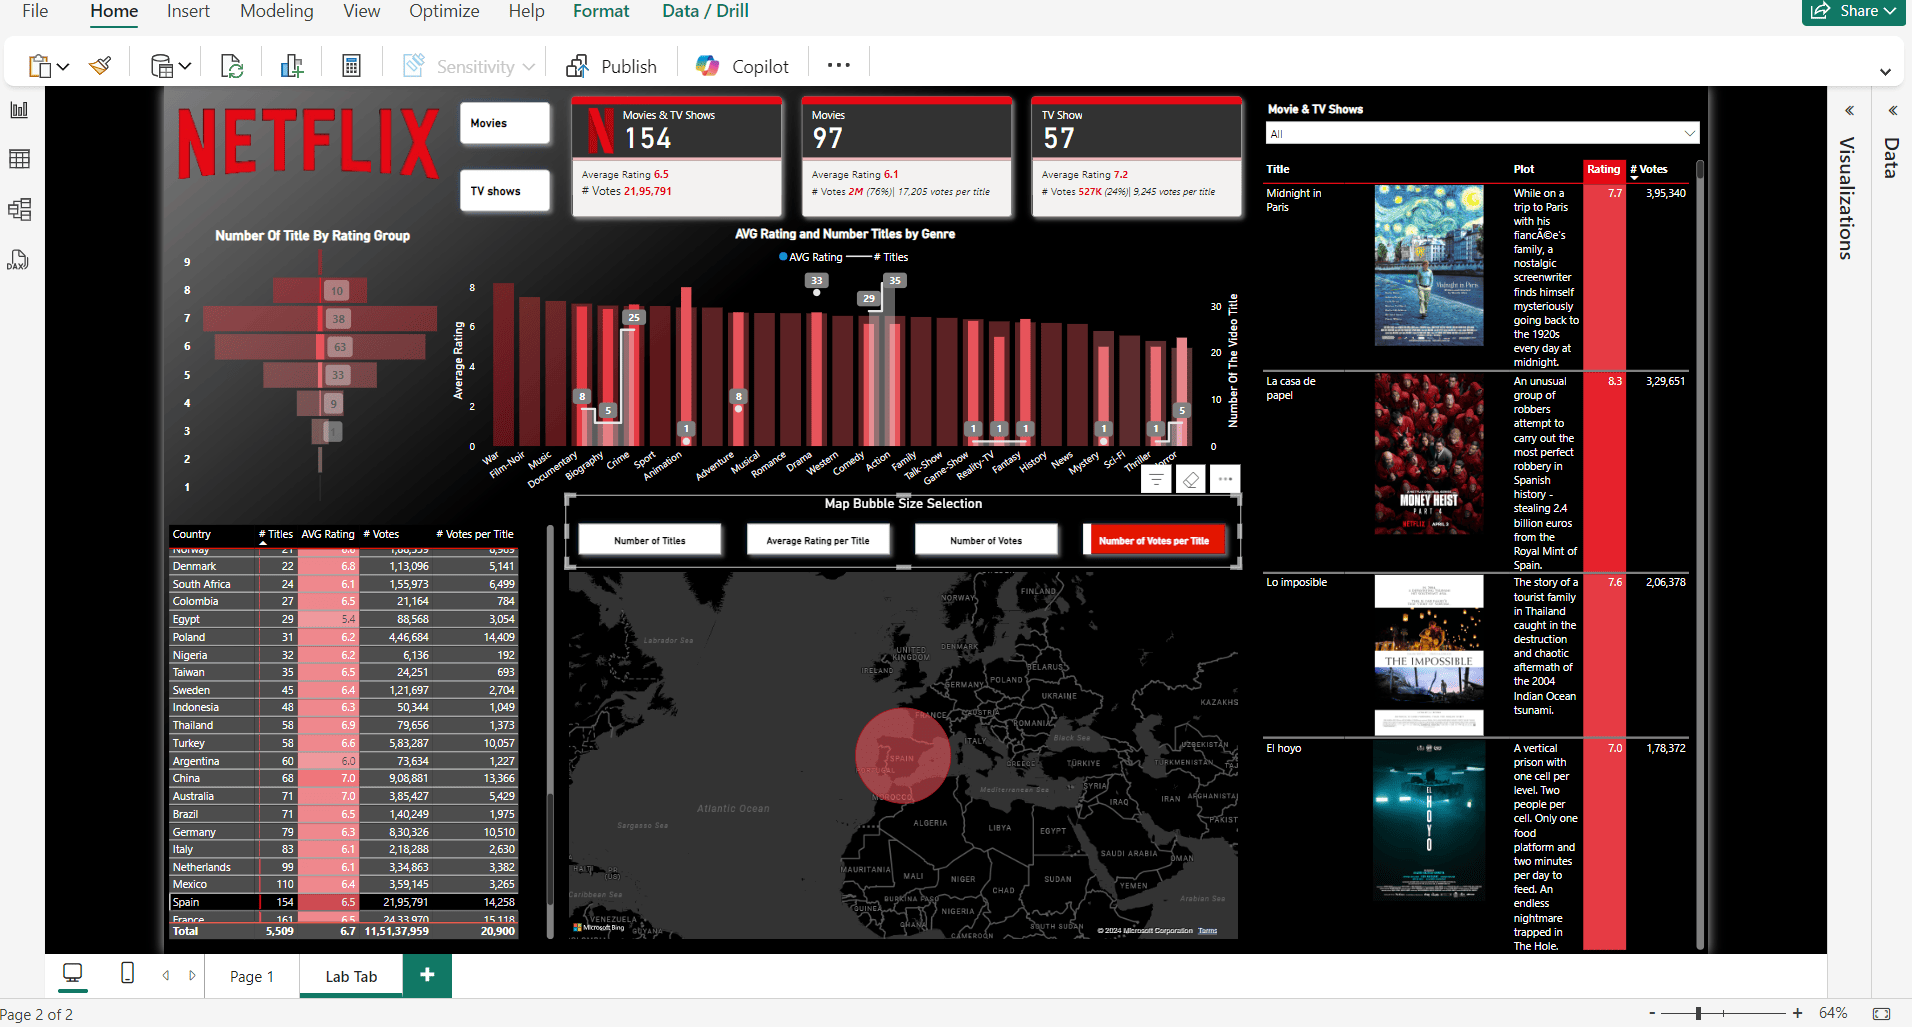 File Home Insert Modeling View Optimize Help Format Data / Drill Share
Sensitivity Publish Copilot
NETFLIX
Movies
TV shows
Movies & TV Shows
154
Average Rating 6.5
# Votes 21,95,791
Movies
97
Average Rating 6.1
# Votes 2M (76%)| 17,205 votes per title
TV Show
57
Average Rating 7.2
# Votes 527K (24%)| 9,245 votes per title
Number Of Title By Rating Group
9
8 10
7 38
6 63
5 33
4 9
3 1
2
1
AVG Rating and Number Titles by Genre
AVG Rating # Titles
Average Rating
8
6
4
2
0
8 5 25 1 8 33 29 35 1 1 1 1 1 5
30
20
10
0
Number Of The Video Title
War Film-Noir Music Documentary Biography Crime Sport Animation Adventure Musical Romance Drama Western Comedy Action Family Talk-Show Game-Show Reality-TV Fantasy History News Mystery Sci-Fi Thriller
Map Bubble Size Selection
Number of Titles
Average Rating per Title
Number of Votes
Number of Votes per Title
Country # Titles AVG Rating # Votes # Votes per Title
Norway 21
Denmark 22 6.8 1,13,096 5,141
South Africa 24 6.1 1,55,973 6,499
Colombia 27 6.5 21,164 784
Egypt 29 5.4 88,568 3,054
Poland 31 6.2 4,46,684 14,409
Nigeria 32 6.2 6,136 192
Taiwan 35 6.5 24,251 693
Sweden 45 6.4 1,21,697 2,704
Indonesia 48 6.3 50,344 1,049
Thailand 58 6.9 79,656 1,373
Turkey 58 6.6 5,83,287 10,057
Argentina 60 6.0 73,634 1,227
China 68 7.0 9,08,881 13,366
Australia 71 7.0 3,85,427 5,429
Brazil 71 6.5 1,40,249 1,975
Germany 79 6.3 8,30,326 10,510
Italy 83 6.1 2,18,288 2,630
Netherlands 99 6.1 3,34,863 3,382
Mexico 110 6.4 3,59,145 3,265
Spain 154 6.5 21,95,791 14,258
France 161 6.5 24,33,970 15,118
Total 5,509 6.7 11,51,37,959 20,900
FINLAND
NORWAY
Labrador Sea
UNITED
KINGDOM
DENMARK
IRELAND
BELARUS
GERMANY
POLAND
UKRAINE
KAZAKHS
FRANCE
AUSTRIA
ROMANIA
ITALY
Black Sea
UZBEKISTAN
SPAIN
PORTUGAL
GREECE
TÜRKIYE
TURKMENISTAN
Mediterranean Sea
SYRIA
MOROCCO
IRAQ
IRAN
AFGHANISTA
Atlantic Ocean
Sargasso Sea
ALGERIA
LIBYA
EGYPT
PAKIST
SAUDI ARABIA
OMAN
MAURITANIA
MALI
NIGER
CHAD
SUDAN
YEMEN
Caribbean Sea
BURKINA FASO
Arabian Sea
GUINEA
NIGERIA
VENEZUELA
GUYANA
GHANA
SOUTH SUDAN
CAMEROON
Microsoft Bing
© 2024 Microsoft Corporation Terms
Movie & TV Shows
All
Title Plot Rating # Votes
Midnight in
Paris
Midnight in Paris
While on a
trip to Paris
with his
fiancÃ©e's
family, a
nostalgic
screenwriter
finds himself
mysteriously
going back to
the 1920s
every day at
midnight.
7.7 3,95,340
La casa de
papel
MONEY HEIST
PART 4
NETFLIX APRIL 3
An unusual
group of
robbers
attempt to
carry out the
most perfect
robbery in
Spanish
history -
stealing 2.4
billion euros
from the
Royal Mint of
Spain.
8.3 3,29,651
Lo imposible
THE IMPOSSIBLE
The story of a
tourist family
in Thailand
caught in the
destruction
and chaotic
aftermath of
the 2004
Indian Ocean
tsunami.
7.6 2,06,378
El hoyo
EL
HOYO
A vertical
prison with
one cell per
level. Two
people per
cell. Only one
food
platform and
two minutes
per day to
feed. An
endless
nightmare
trapped in
The Hole.
7.0 1,78,372
Visualizations
Data
DAX
Page 1
Lab Tab
Page 2 of 2
64%